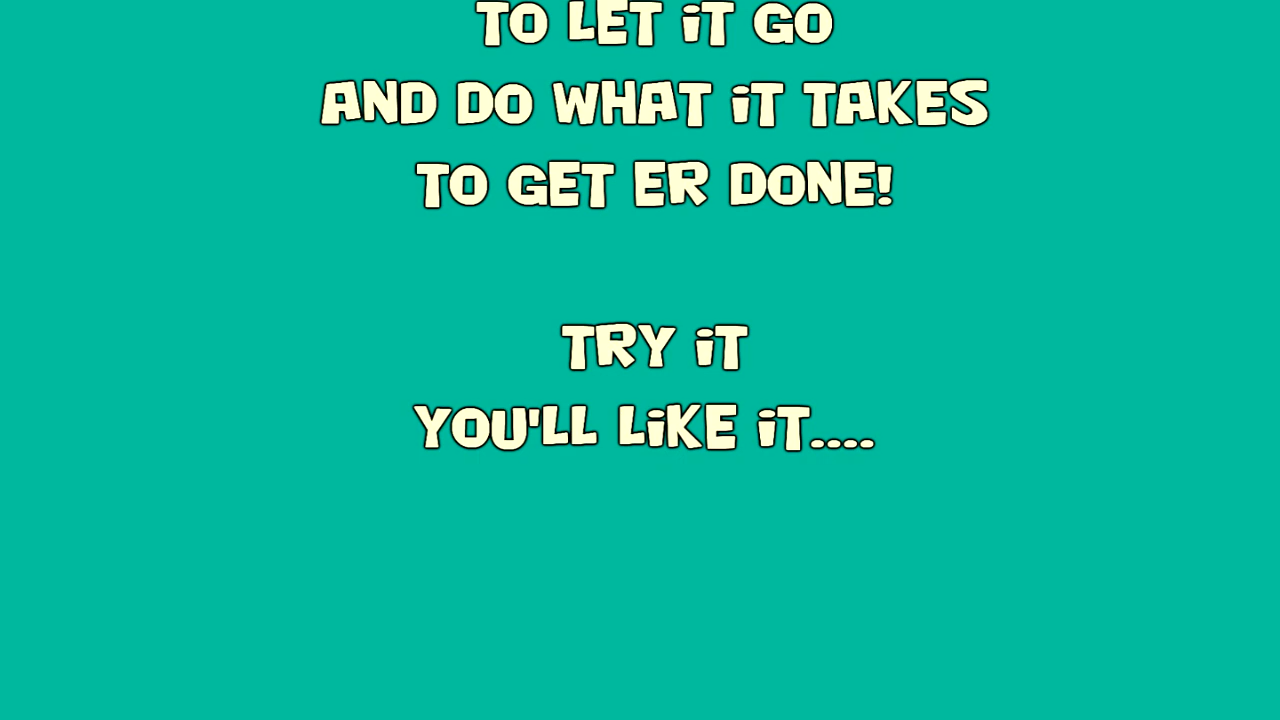 TO LET iT GO
AND DO WHAT iT TAKES
TO GET ER DONE!
TRY iT
YOU'LL LiKE iT....